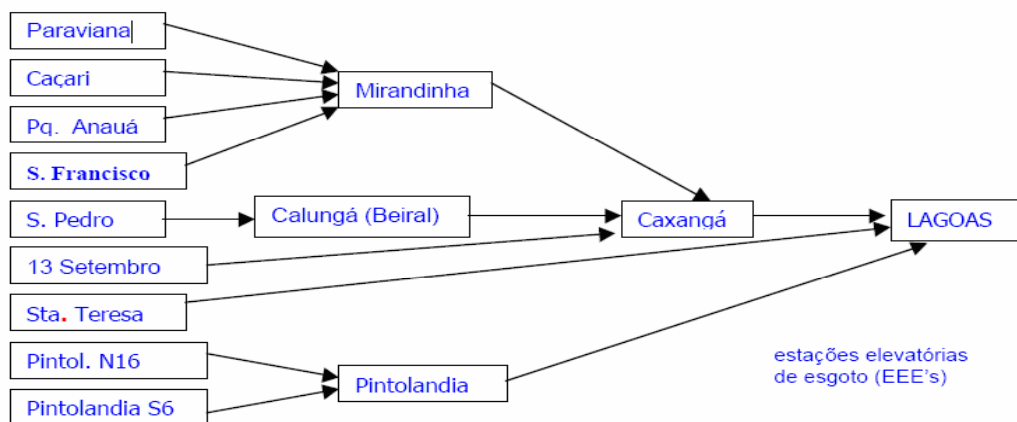 Paraviana
Caçari
Mirandinha
Pq. Anauá
S. Francisco
S. Pedro
Calungá (Beiral)
Caxangá
LAGOAS
13 Setembro
Sta. Teresa
Pintol. N16
Pintolandia
Pintolandia S6
estações elevatórias
de esgoto (EEE's)